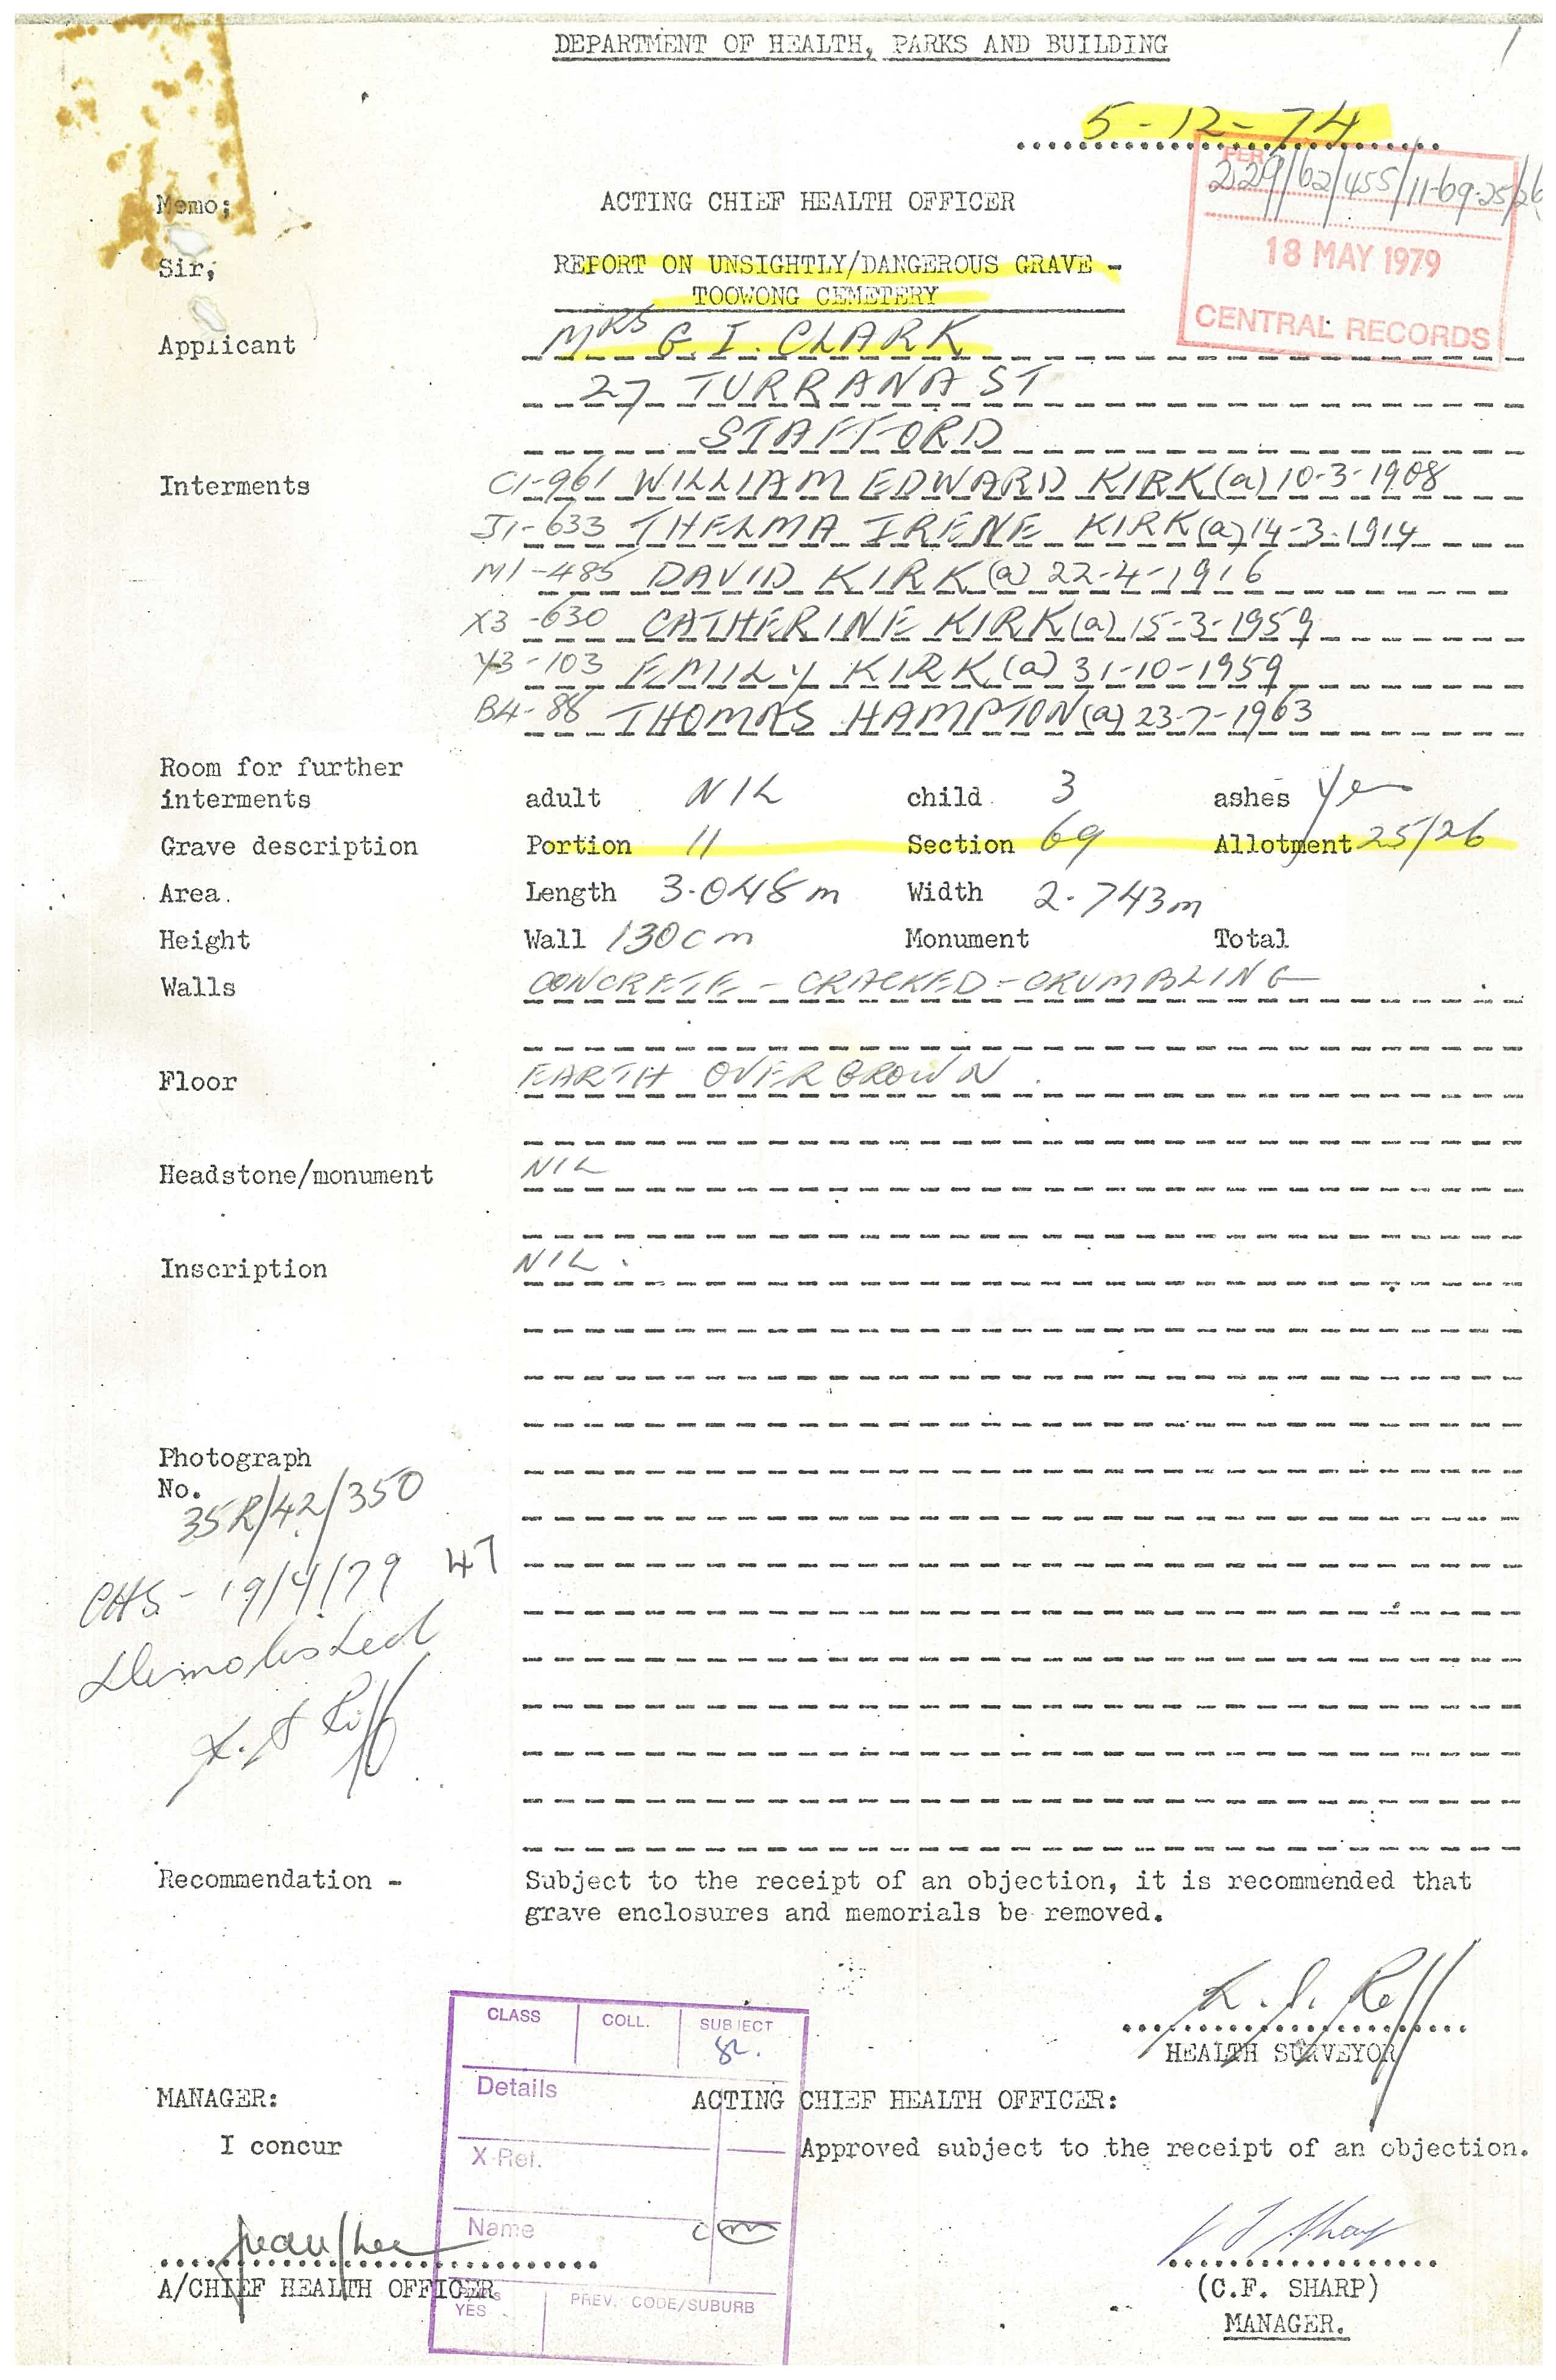 DEPARTMENT OF HEALTH, PARKS AND BUILDING
5-12-74
PER
229/62/455/11-69-25/26
18 MAY 1979
CENTRAL RECORDS
Memo;
ACTING CHIEF HEALTH OFFICER
Sir,
REPORT ON UNSIGHTLY/DANGEROUS GRAVE -
TOOWONG CEMETERY
Applicant MRS G. I. CLARK
27 TURRANA ST
STAFFORD
Interments C1-961 WILLIAM EDWARD KIRK (a) 10-3-1908
J1-633 THELMA IRENE KIRK (a) 14-3-1914
M1-485 DAVID KIRK (a) 22-4-1916
X3-630 CATHERINE KIRK (a) 15-3-1959
Y3-103 EMILY KIRK (a) 31-10-1959
B4-88 THOMAS HAMPTON (a) 23-7-1963
Room for further
interments adult NIL child 3 ashes yes
Grave description Portion 11 Section 69 Allotment 25/26
Area. Length 3.048m Width 2.743m
Height Wall 130cm Monument Total
Walls CONCRETE - CRACKED - CRUMBLING
Floor EARTH OVERGROWN.
Headstone/monument NIL
Inscription NIL.
Photograph
No.
35R/42/350
47
CHS - 19/4/79
Demolished
Recommendation - Subject to the receipt of an objection, it is recommended that
grave enclosures and memorials be removed.
HEALTH SURVEYOR
CLASS COLL. SUBJECT
82.
Details
X-Ref.
Name
YES
PREV. CODE/SUBURB
MANAGER: ACTING CHIEF HEALTH OFFICER:
I concur Approved subject to the receipt of an objection.
A/CHIEF HEALTH OFFICER (C.F. SHARP)
MANAGER.